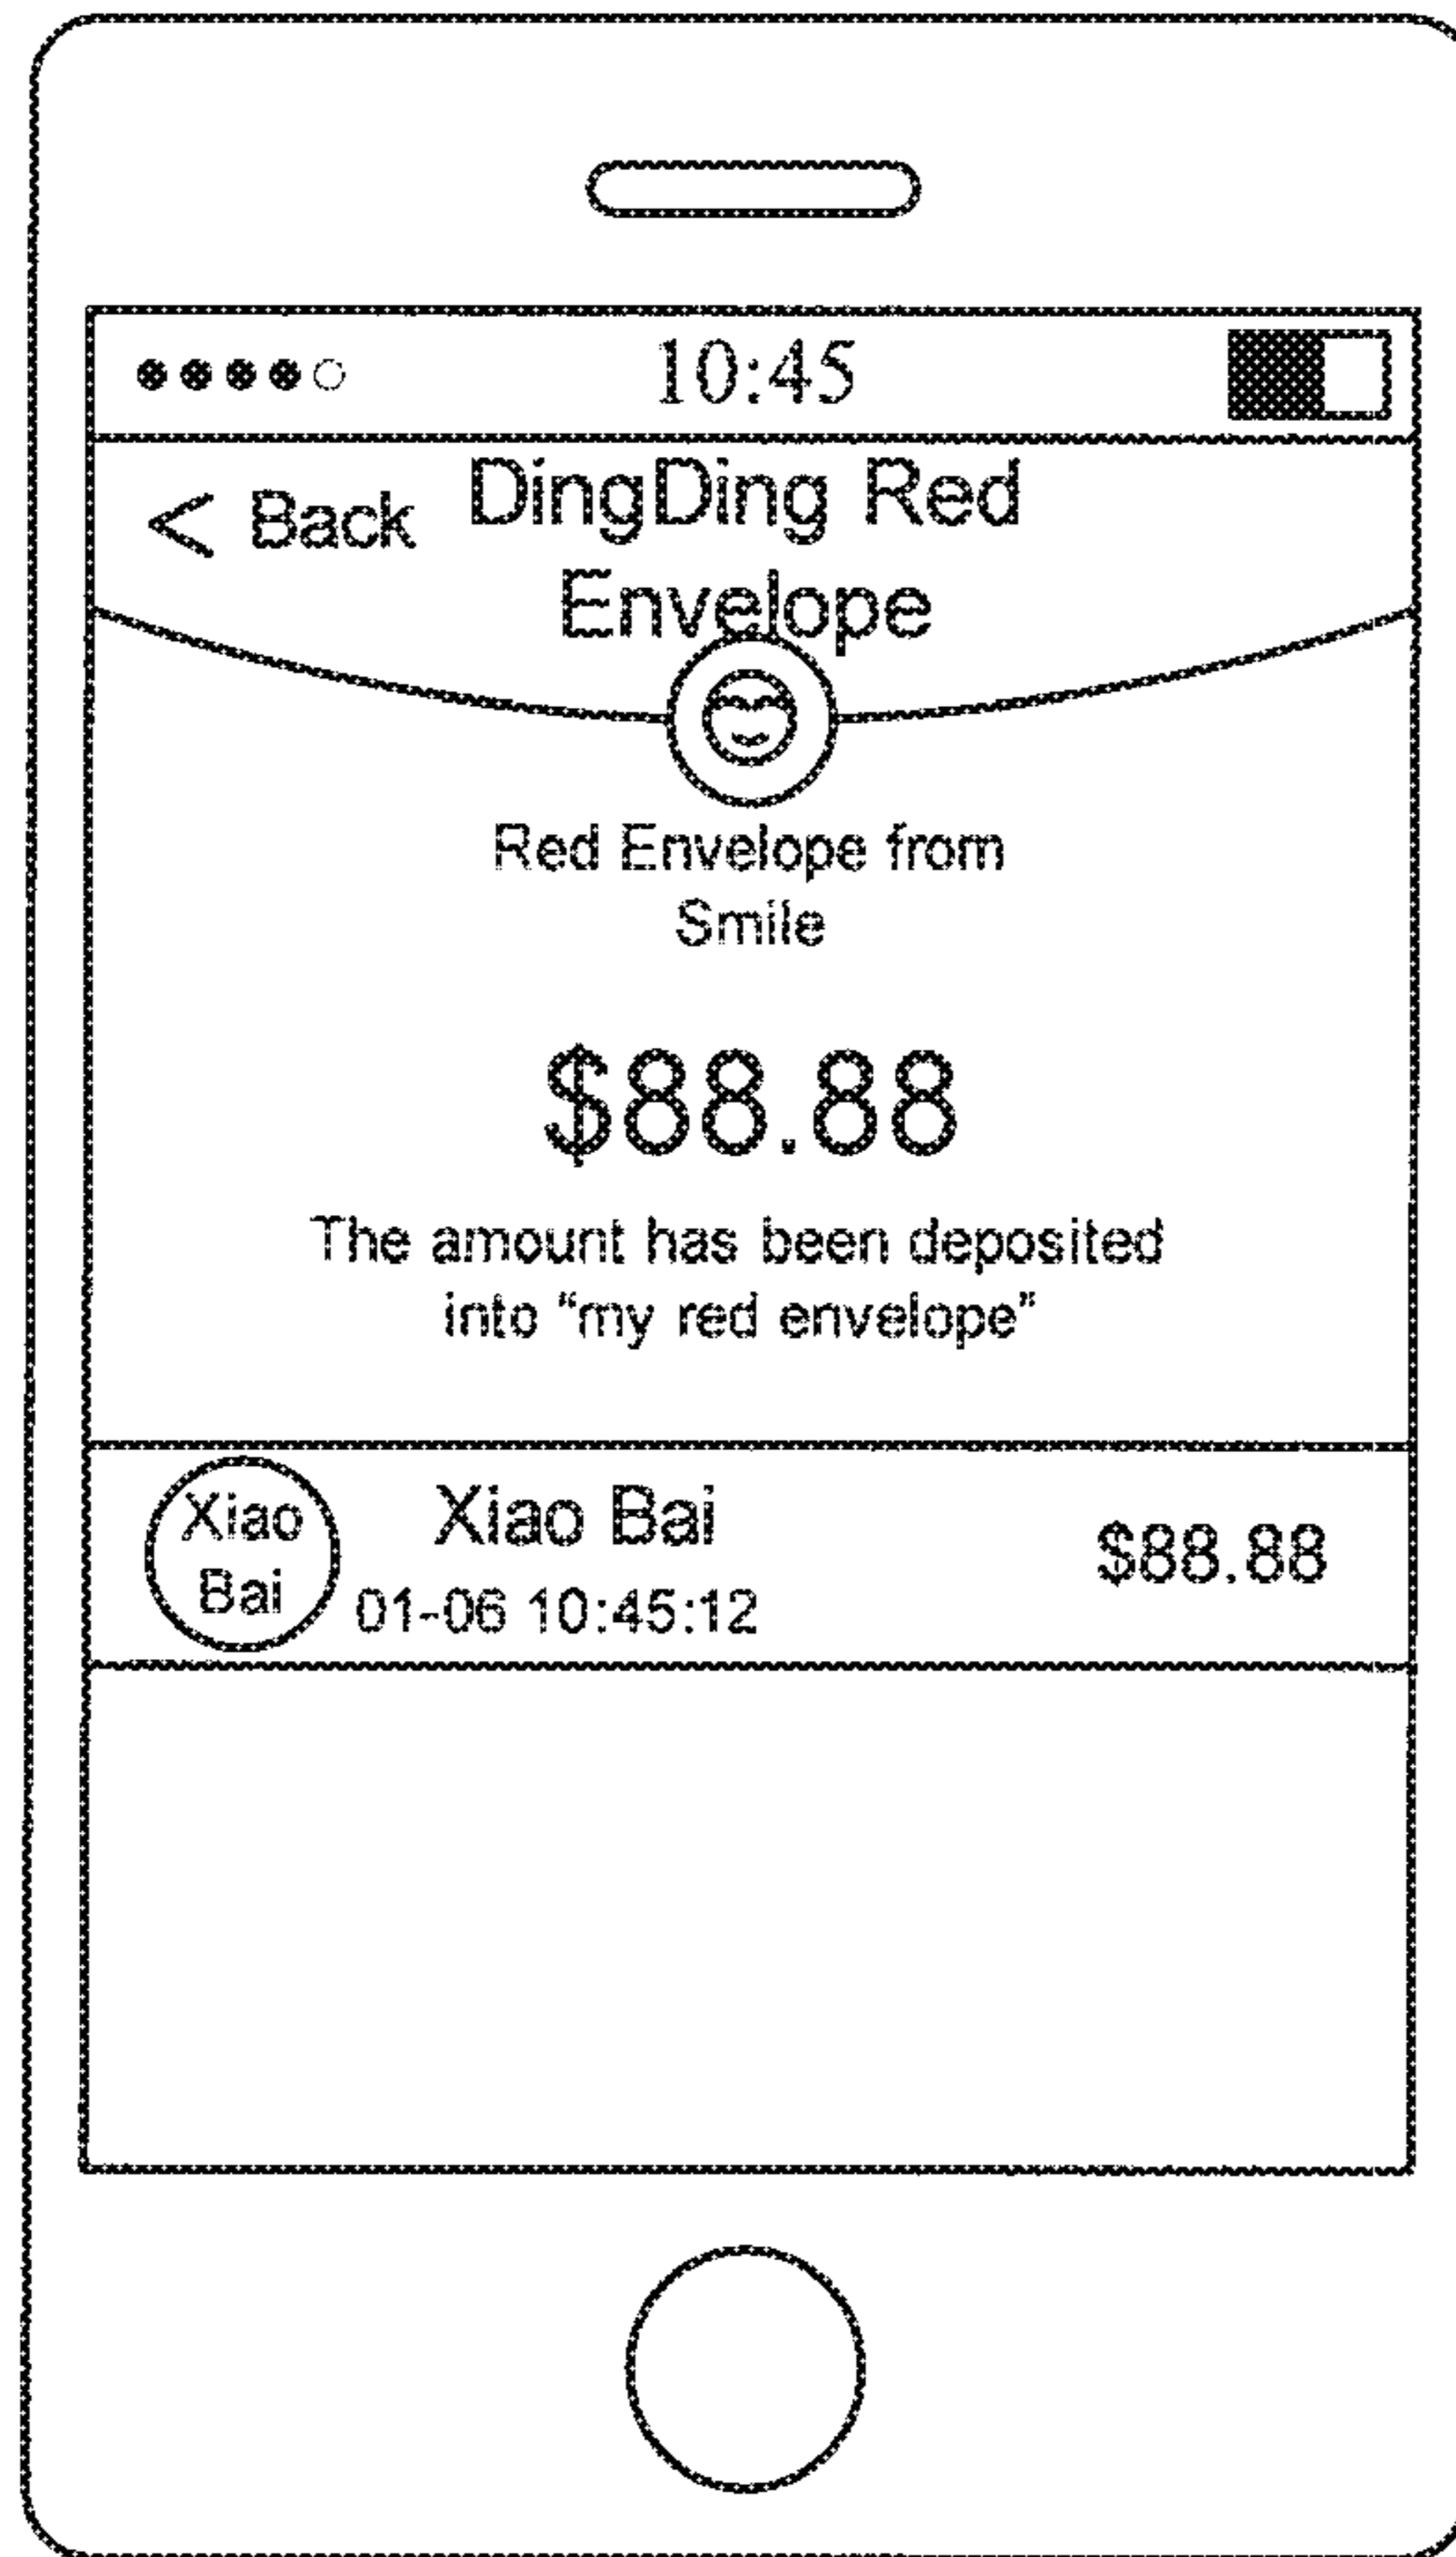 10:45
< Back
DingDing Red
Envelope
Red Envelope from
Smile
$88.88
The amount has been deposited
into “my red envelope”
Xiao
Bai
Xiao Bai
01-06 10:45:12
$88.88